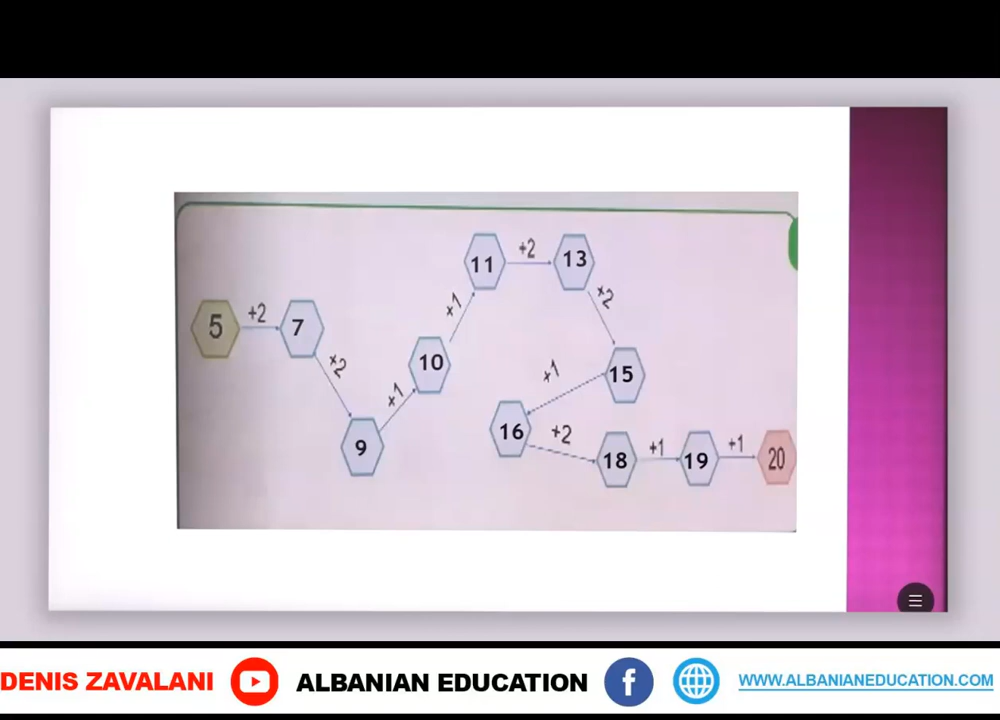 5 +2 7
+2
9
+1
10
+1
11 +2 13
+2
15
+1
16 +2 18 +1 19 +1 20
DENIS ZAVALANI ALBANIAN EDUCATION WWW.ALBANIANEDUCATION.COM